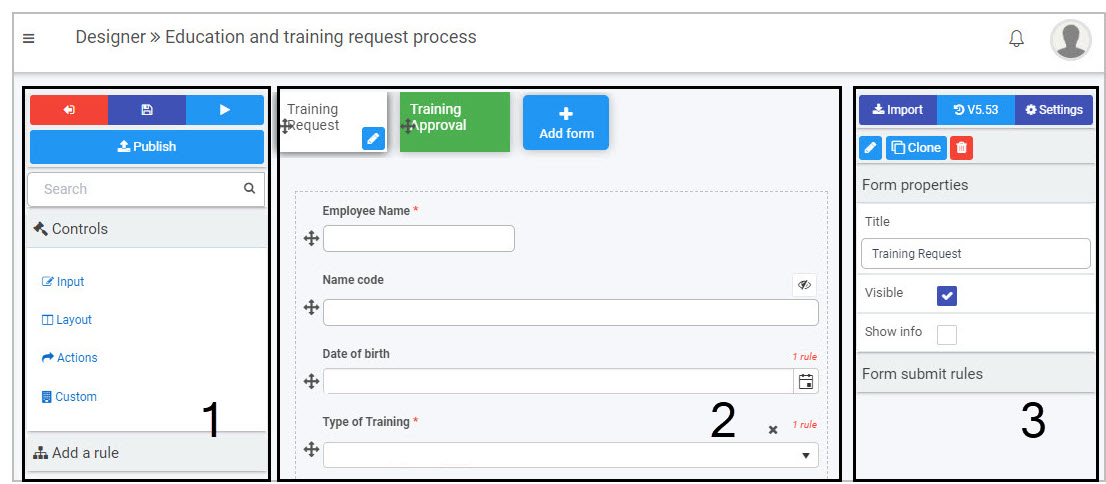 Designer » Education and training request process
Publish
Search
Controls
Input
Layout
Actions
Custom
Add a rule
1
Training
Request
Training
Approval
Add form
Employee Name *
Name code
Date of birth
1 rule
Type of Training *
1 rule
2
Import
V5.53
Settings
Clone
Form properties
Title
Training Request
Visible
Show info
Form submit rules
3